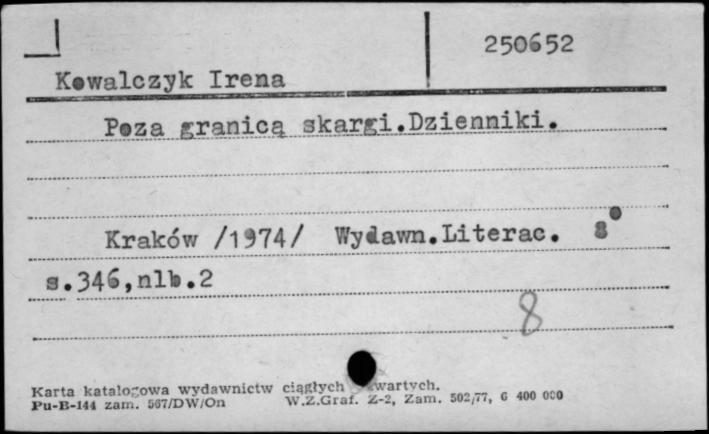 250652
Kowalczyk Irena
Poza granicą skargi.Dzienniki.
Kraków /1974/ Wydawn.Literac. 8°
s.346,nlb.2
8
Karta katalogowa wydawnictw ciągłych wartych.
Pu-B-144 zam. 567/DW/On W.Z.Graf. Z-2, Zam. 502/77, 6 400 000